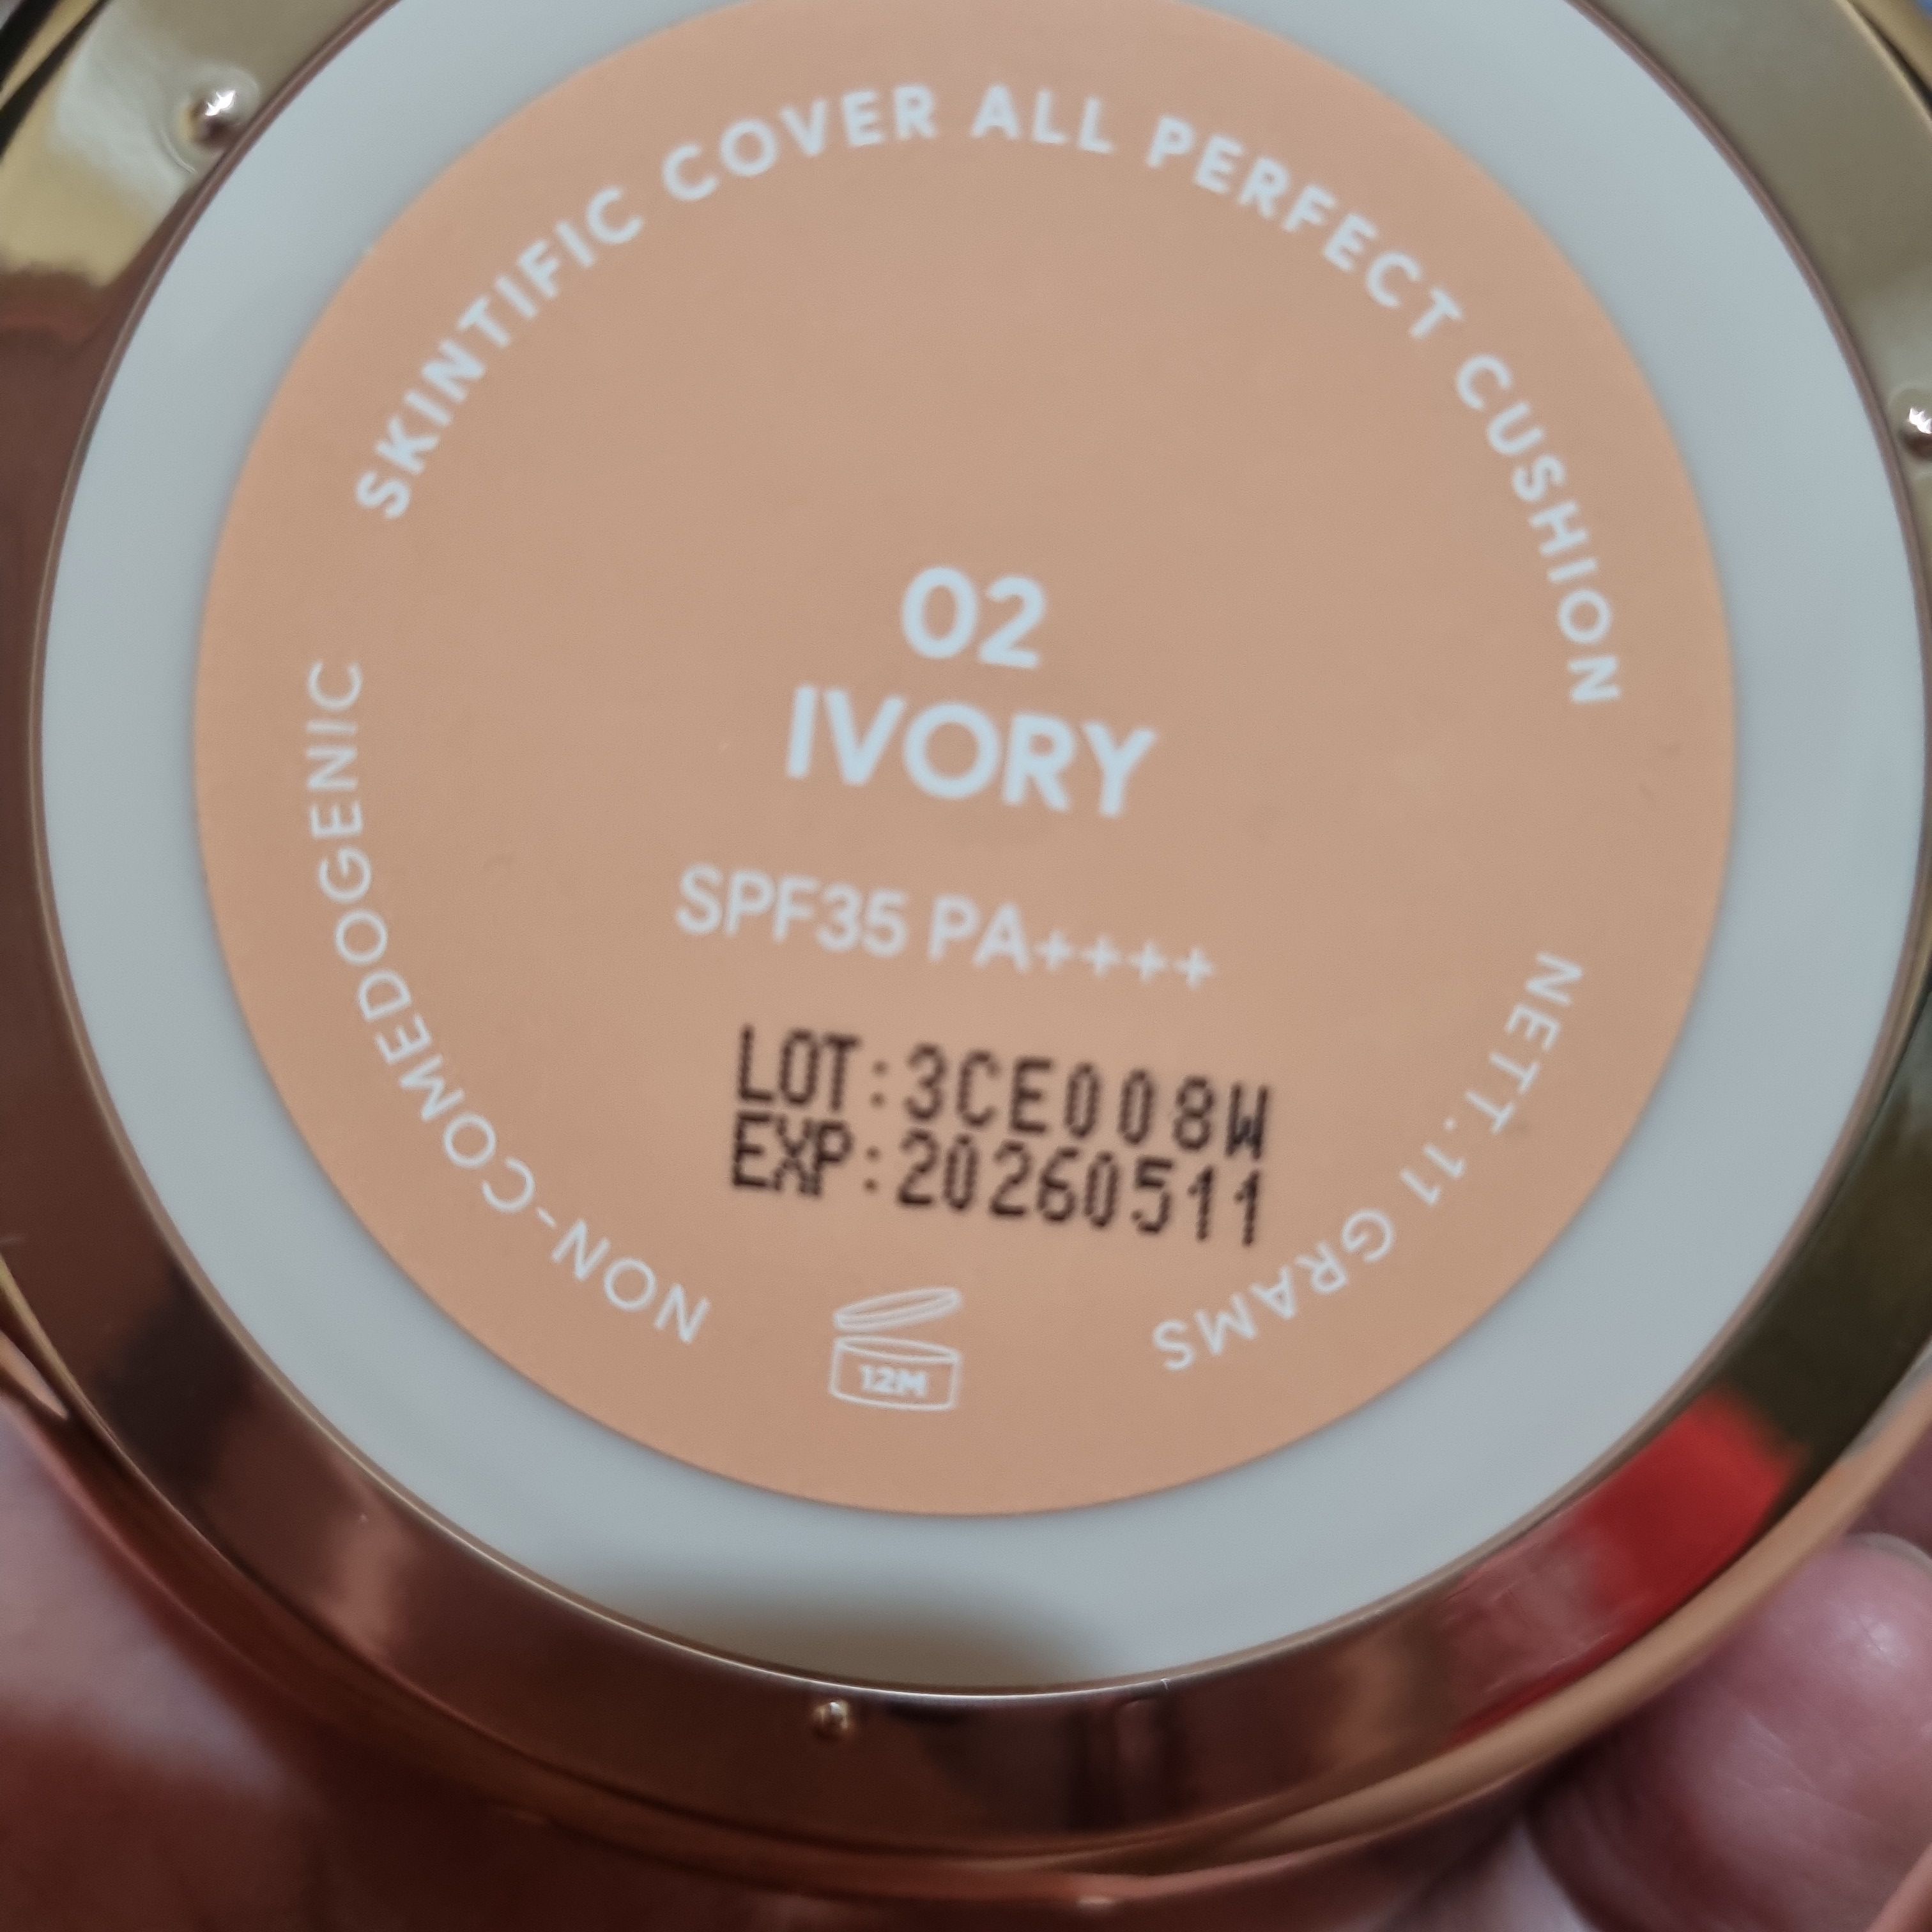 SKINTIFIC COVER ALL PERFECT CUSHION
02
IVORY
SPF35 PA++++
LOT:3CE008W
EXP:20260511
NON-COMEDOGENIC
12M
NETT.11 GRAMS